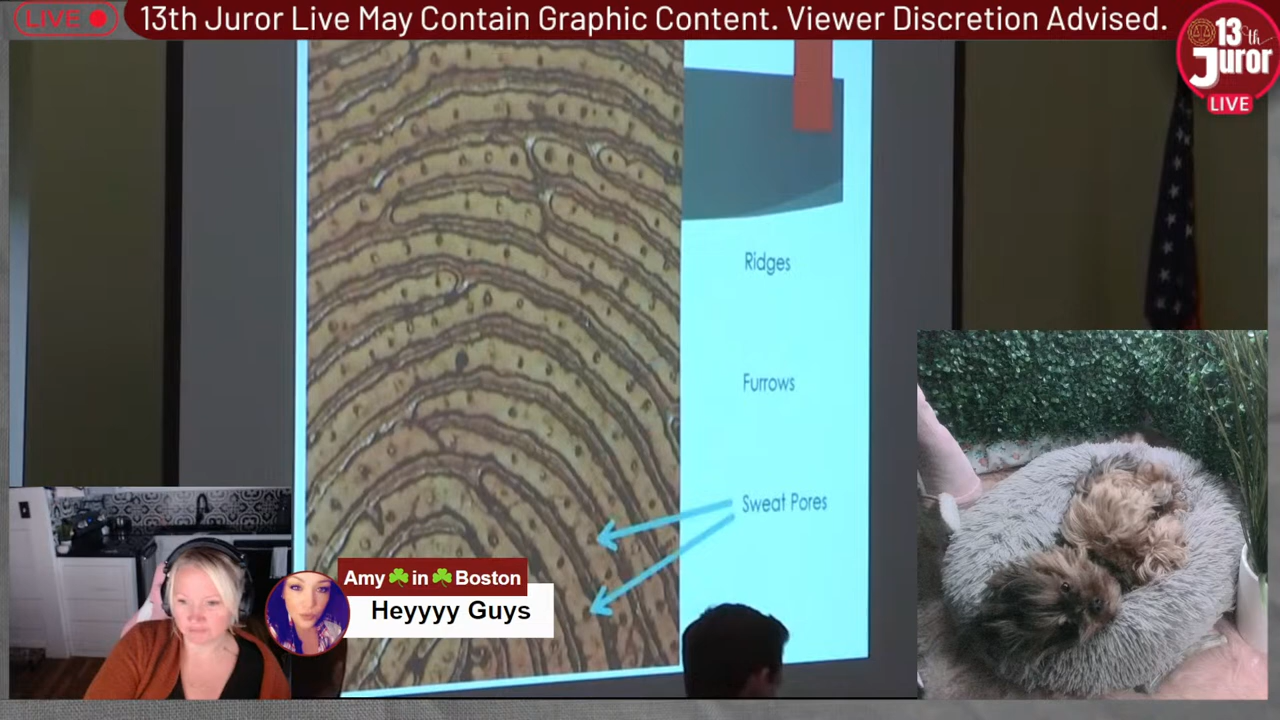 LIVE
13th Juror Live May Contain Graphic Content. Viewer Discretion Advised.
13th
Juror
LIVE
Ridges
Furrows
Sweat Pores
Amy☘️in☘️Boston
Heyyyy Guys